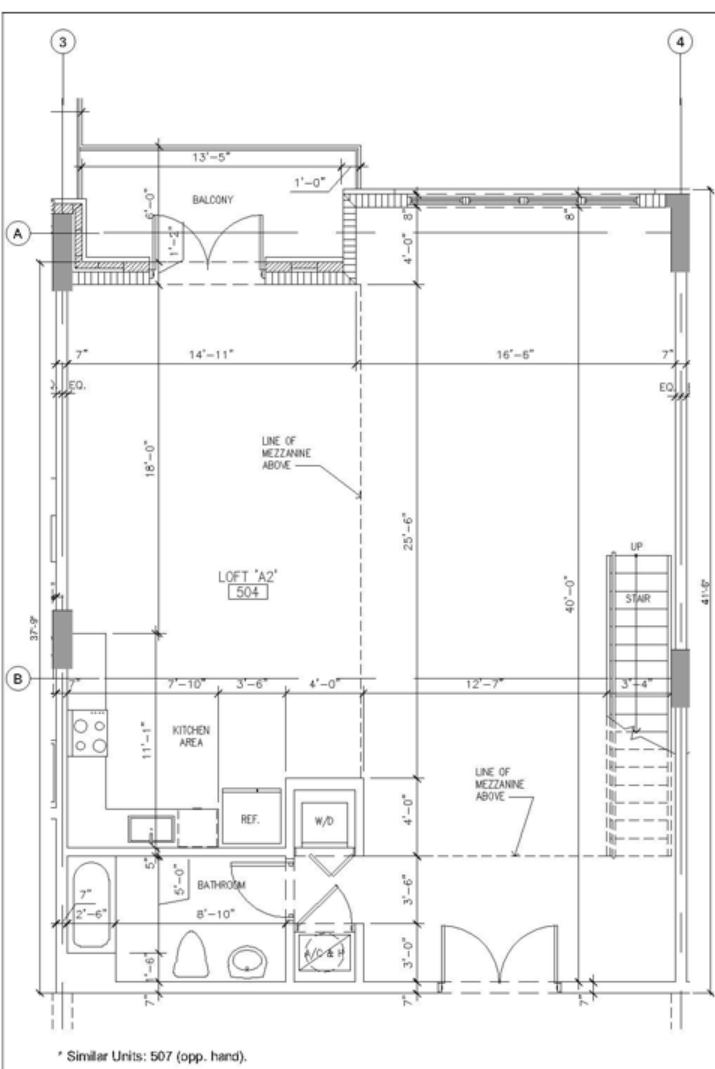 3
4
13'-5"
1'-0"
BALCONY
6'-0"
8"
8"
A
1'-2"
4'-0"
7"
14'-11"
16'-6"
7"
EQ.
EQ.
LINE OF
MEZZANINE
ABOVE
18'-0"
25'-6"
UP
LOFT "A2"
504
40'-0"
STAIR
41'-6"
37'-9"
B
7"
7'-10"
3'-6"
4'-0"
12'-7"
3'-4"
KITCHEN
AREA
11'-1"
LINE OF
MEZZANINE
ABOVE
REF.
W/D
4'-0"
5"
5'-0"
BATHROOM
7"
2'-6"
8'-10"
3'-6"
A/C & H
1'-6"
3'-0"
7"
7"
7"
* Similar Units: 507 (opp. hand).